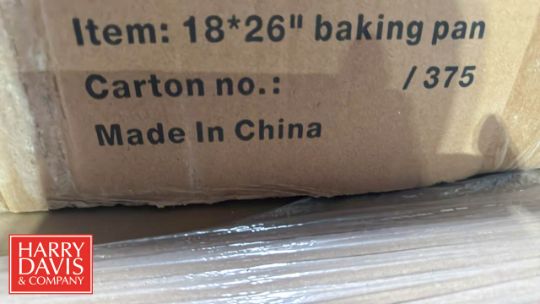 Item: 18*26" baking pan
Carton no.: /375
Made In China
HARRY
DAVIS
& COMPANY